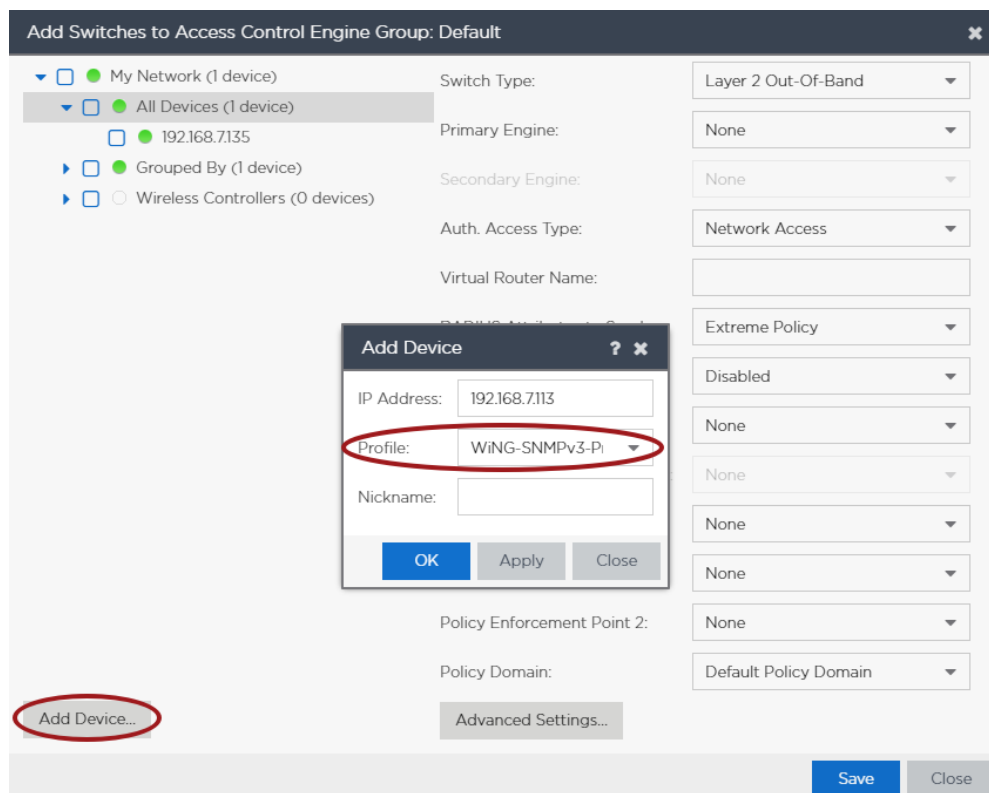 Add Switches to Access Control Engine Group: Default
My Network (1 device)
All Devices (1 device)
192.168.7.135
Grouped By (1 device)
Wireless Controllers (0 devices)
Switch Type: Layer 2 Out-Of-Band
Primary Engine: None
Secondary Engine: None
Auth. Access Type: Network Access
Virtual Router Name:
Extreme Policy
Disabled
None
None
None
None
Policy Enforcement Point 2: None
Policy Domain: Default Policy Domain
Add Device
?
IP Address: 192.168.7.113
Profile: WiNG-SNMPv3-P
Nickname:
OK Apply Close
Add Device...
Advanced Settings...
Save Close